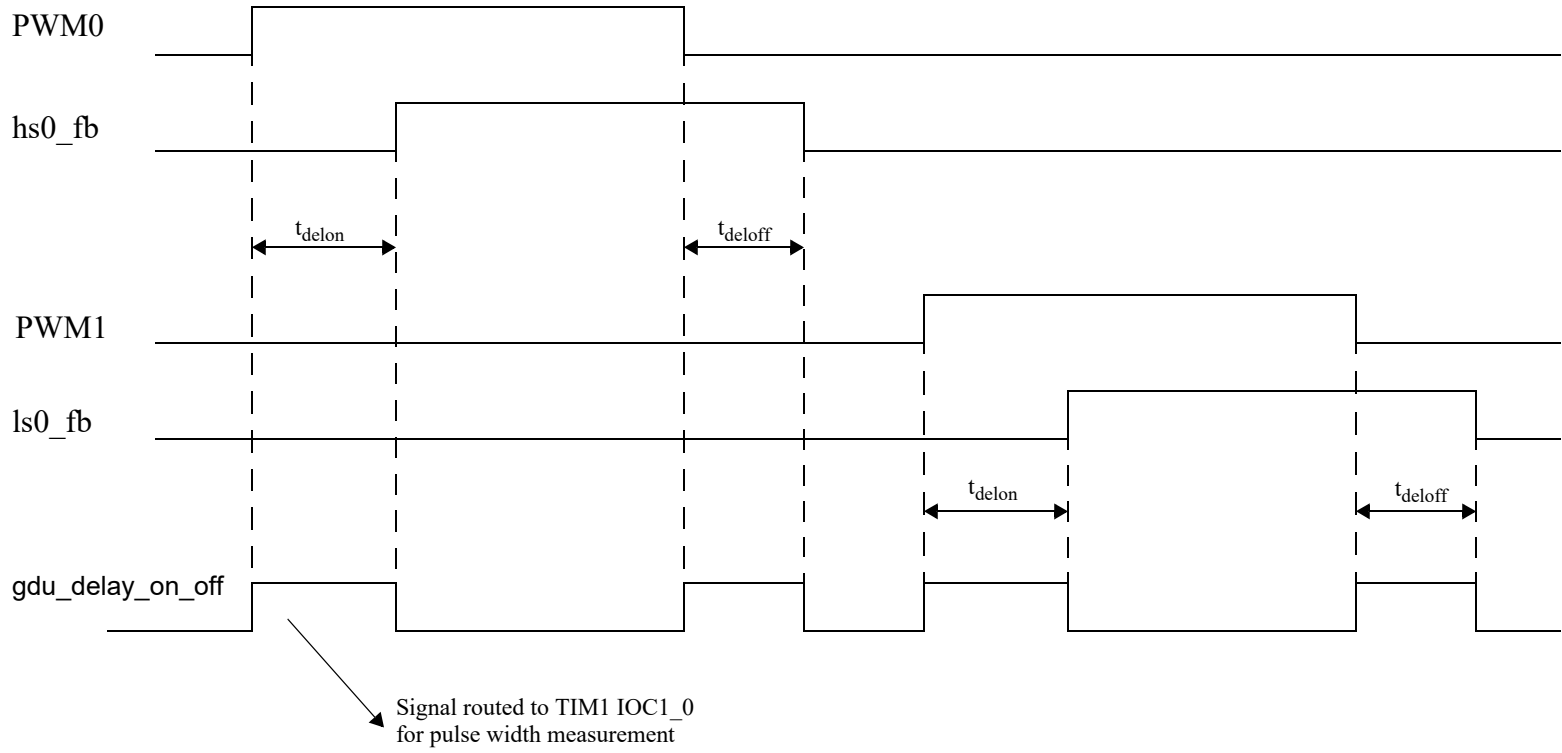 PWM0
hs0_fb
tdelon
tdeloff
PWM1
ls0_fb
tdelon
tdeloff
gdu_delay_on_off
Signal routed to TIM1 IOC1_0
for pulse width measurement